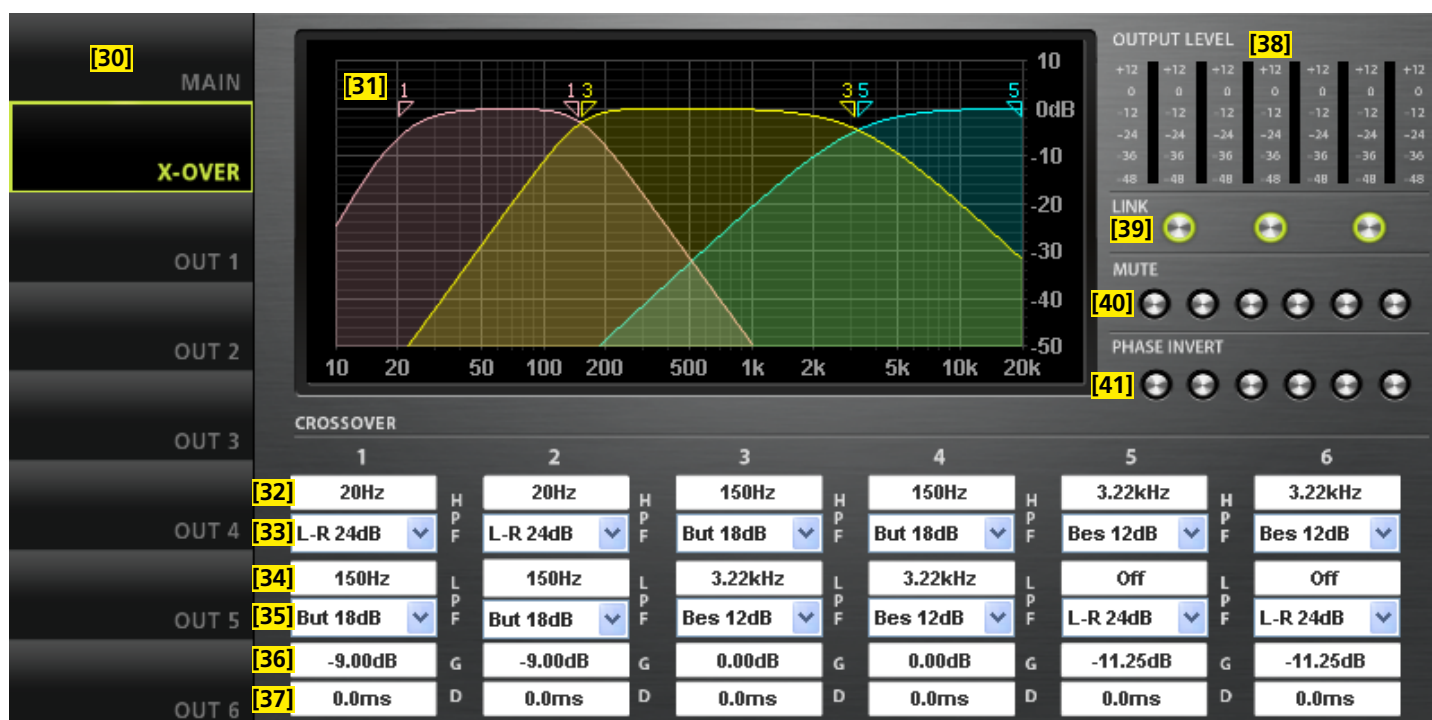 [30]
MAIN
X-OVER
OUT 1
OUT 2
OUT 3
OUT 4
OUT 5
OUT 6
[31]
1 1 3 3 5 5
10
0dB
-10
-20
-30
-40
-50
10 20 50 100 200 500 1k 2k 5k 10k 20k
OUTPUT LEVEL [38]
+12 +12 +12 +12 +12 +12 +12
0 0 0 0 0 0 0
-12 -12 -12 -12 -12 -12 -12
-24 -24 -24 -24 -24 -24 -24
-36 -36 -36 -36 -36 -36 -36
-48 -48 -48 -48 -48 -48 -48
LINK
[39]
MUTE
[40]
PHASE INVERT
[41]
CROSSOVER
1 2 3 4 5 6
[32] 20Hz 20Hz 150Hz 150Hz 3.22kHz 3.22kHz
HPF HPF HPF HPF HPF
[33] L-R 24dB L-R 24dB But 18dB But 18dB Bes 12dB Bes 12dB
[34] 150Hz 150Hz 3.22kHz 3.22kHz Off Off
LPF LPF LPF LPF LPF
[35] But 18dB But 18dB Bes 12dB Bes 12dB L-R 24dB L-R 24dB
[36] -9.00dB G -9.00dB G 0.00dB G 0.00dB G -11.25dB G -11.25dB
[37] 0.0ms D 0.0ms D 0.0ms D 0.0ms D 0.0ms D 0.0ms